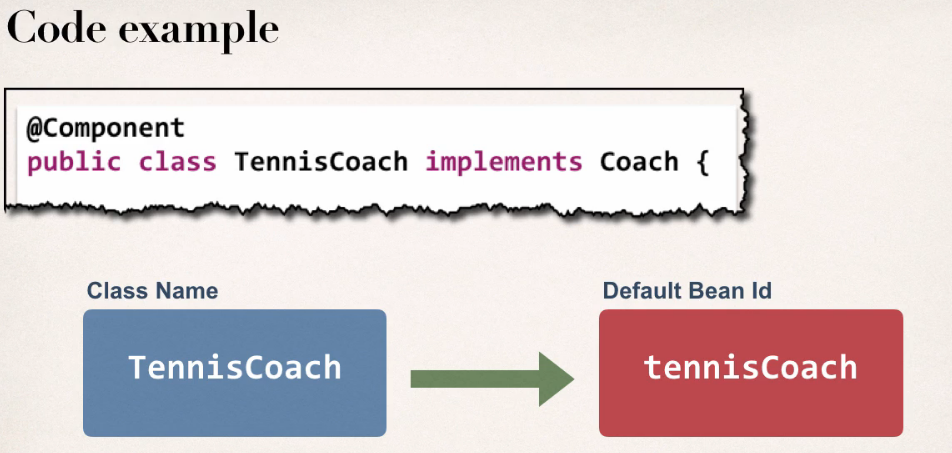 Code example
@Component
public class TennisCoach implements Coach {
Class Name
Default Bean Id
TennisCoach
tennisCoach